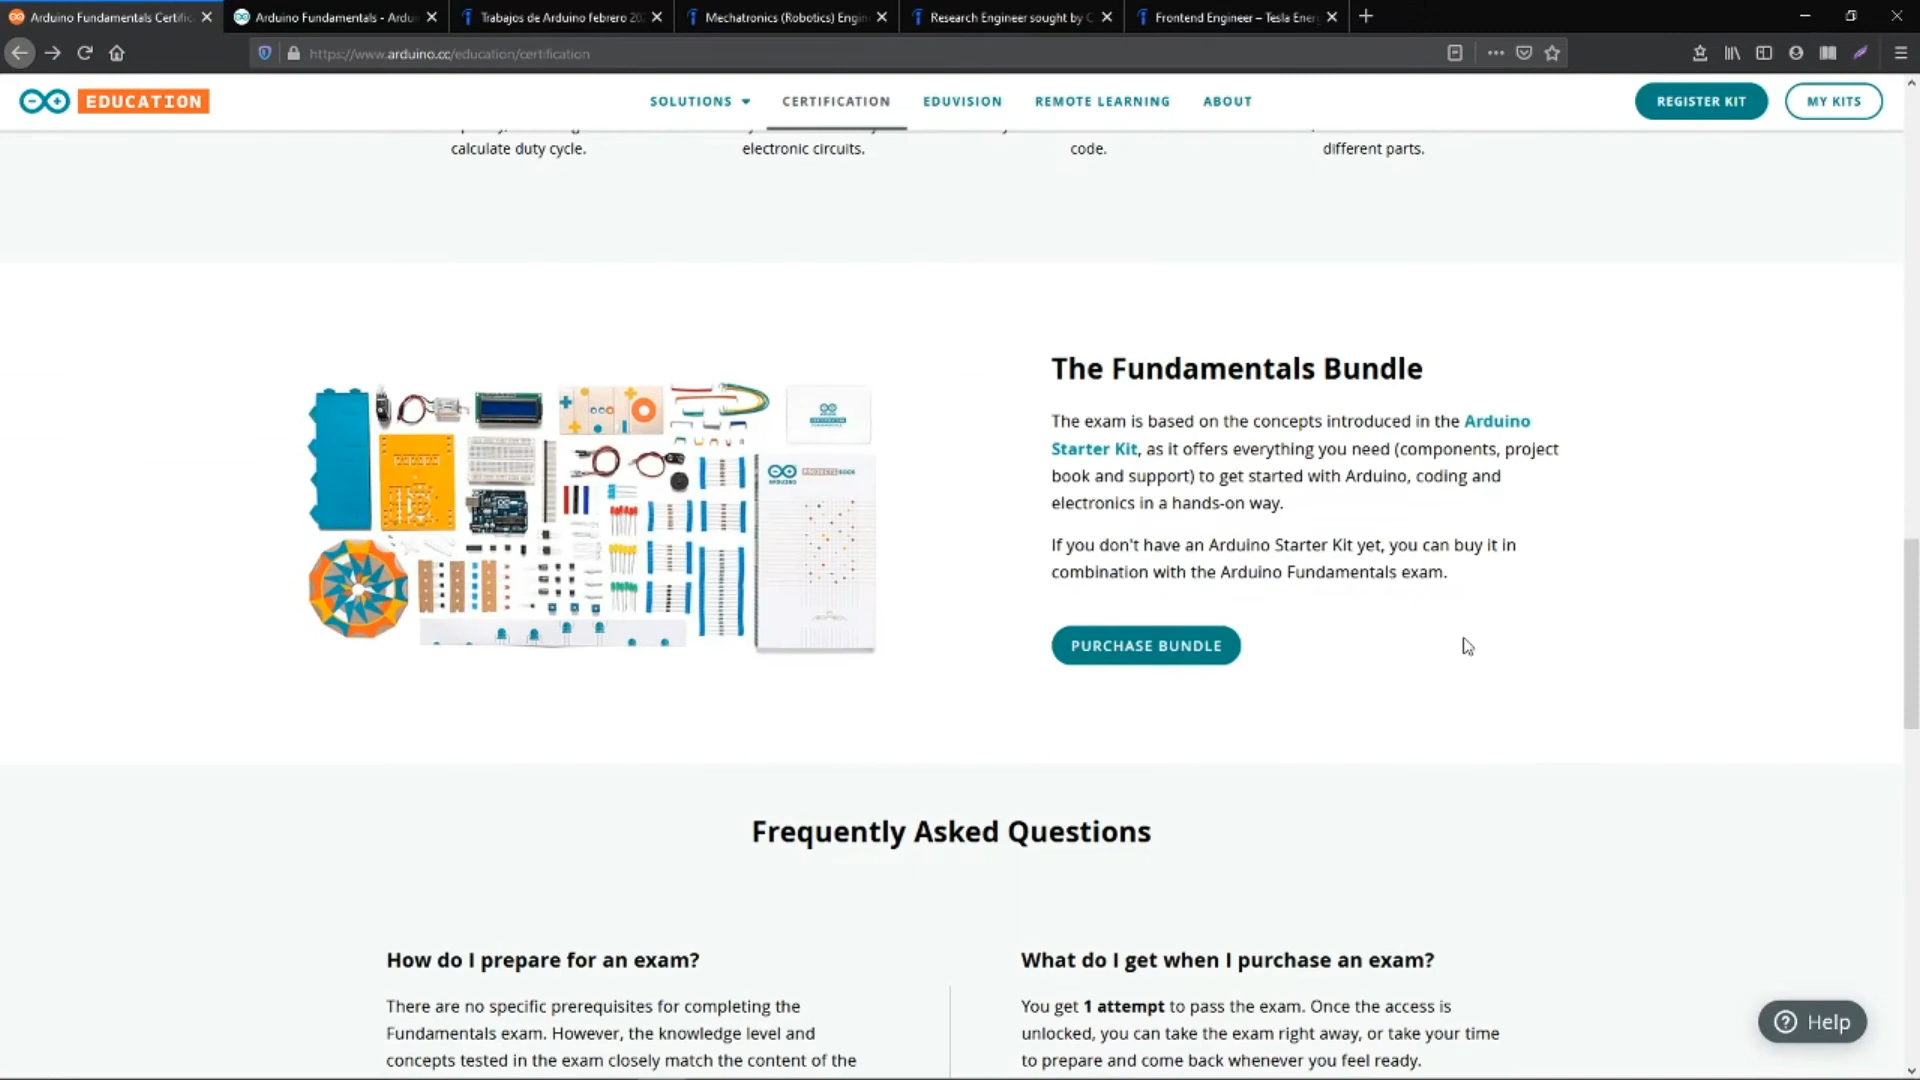 Arduino Fundamentals Certific
Arduino Fundamentals - Ardu
Trabajos de Arduino febrero 20
Mechatronics (Robotics) Engin
Research Engineer sought by C
Frontend Engineer – Tesla Ener
https://www.arduino.cc/education/certification
EDUCATION
SOLUTIONS
CERTIFICATION
EDUVISION
REMOTE LEARNING
ABOUT
REGISTER KIT
MY KITS
calculate duty cycle.
electronic circuits.
code.
different parts.
The Fundamentals Bundle
The exam is based on the concepts introduced in the Arduino
Starter Kit, as it offers everything you need (components, project
book and support) to get started with Arduino, coding and
electronics in a hands-on way.
If you don't have an Arduino Starter Kit yet, you can buy it in
combination with the Arduino Fundamentals exam.
PURCHASE BUNDLE
ARDUINO
Frequently Asked Questions
How do I prepare for an exam?
There are no specific prerequisites for completing the
Fundamentals exam. However, the knowledge level and
concepts tested in the exam closely match the content of the
What do I get when I purchase an exam?
You get 1 attempt to pass the exam. Once the access is
unlocked, you can take the exam right away, or take your time
to prepare and come back whenever you feel ready.
Help